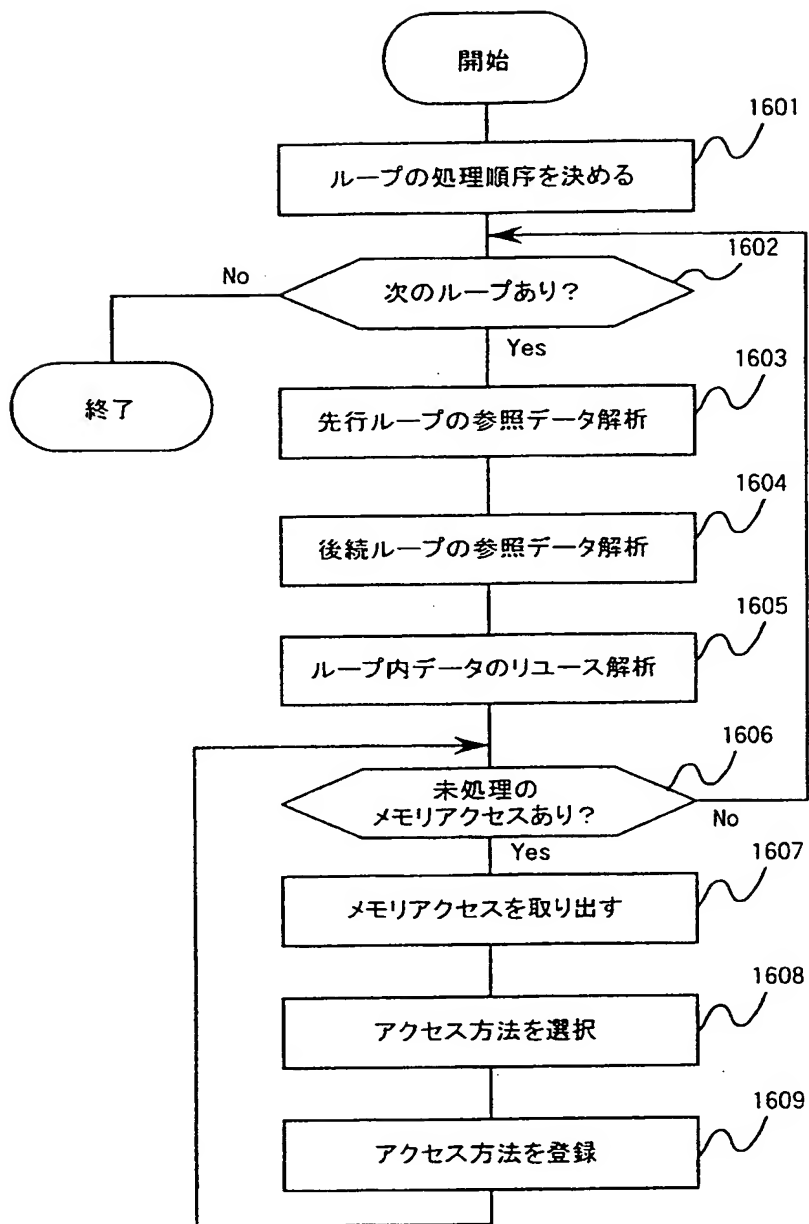 開始
1601
ループの処理順序を決める
1602
No
次のループあり?
Yes
1603
終了
先行ループの参照データ解析
1604
後続ループの参照データ解析
1605
ループ内データのリユース解析
1606
未処理の
メモリアクセスあり?
No
Yes
1607
メモリアクセスを取り出す
1608
アクセス方法を選択
1609
アクセス方法を登録